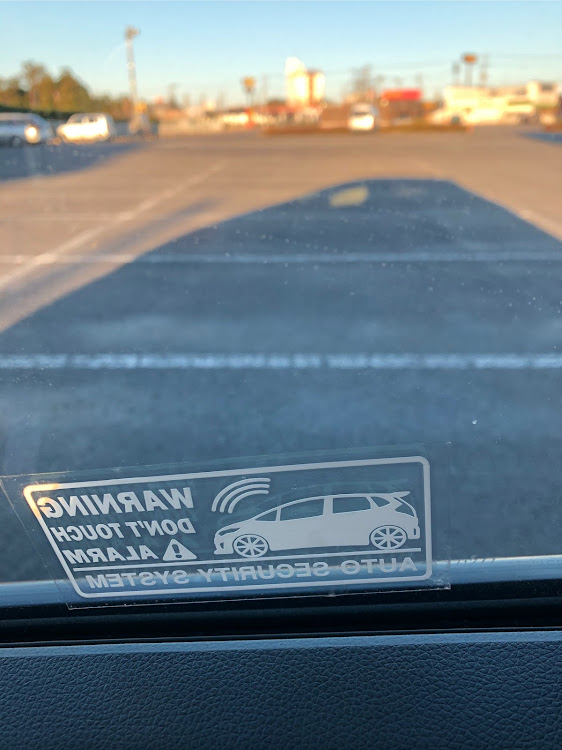 WARNING
DON'T TOUCH
ALARM
AUTO SECURITY SYSTEM